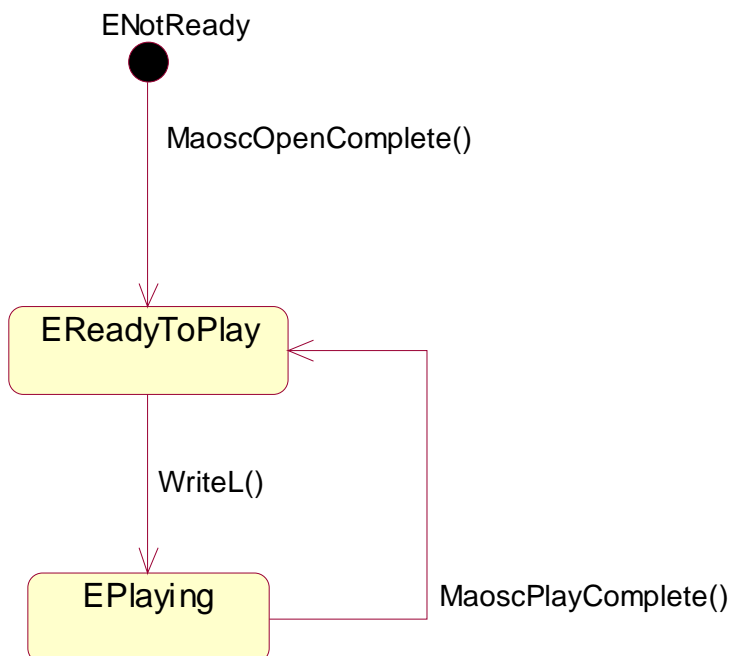 ENotReady
MaoscOpenComplete()
EReadyToPlay
WriteL()
EPlaying
MaoscPlayComplete()